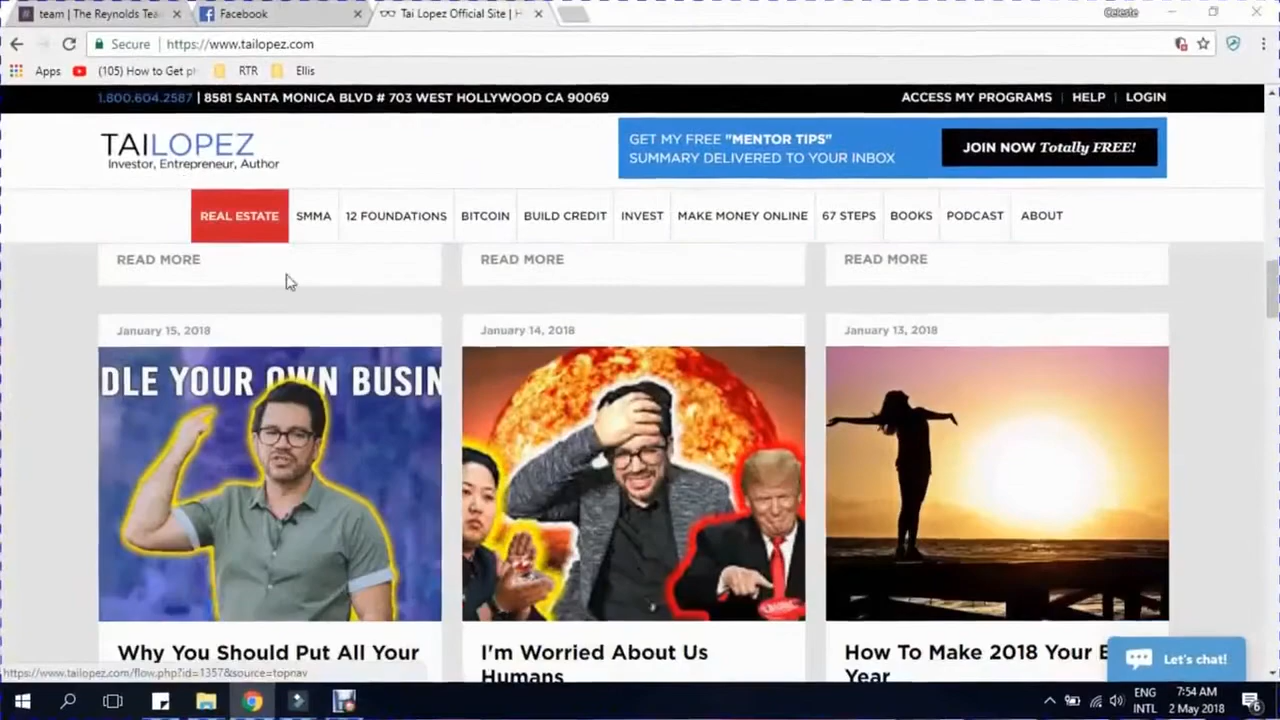 team | The Reynolds Tea
Facebook
Tai Lopez Official Site | H
Celeste
Secure
https://www.tailopez.com
Apps
(105) How to Get pl
RTR
Ellis
1.800.604.2587 | 8581 SANTA MONICA BLVD # 703 WEST HOLLYWOOD CA 90069
ACCESS MY PROGRAMS | HELP | LOGIN
TAILOPEZ
Investor, Entrepreneur, Author
GET MY FREE "MENTOR TIPS"
SUMMARY DELIVERED TO YOUR INBOX
JOIN NOW Totally FREE!
REAL ESTATE
SMMA
12 FOUNDATIONS
BITCOIN
BUILD CREDIT
INVEST
MAKE MONEY ONLINE
67 STEPS
BOOKS
PODCAST
ABOUT
READ MORE
READ MORE
READ MORE
January 15, 2018
January 14, 2018
January 13, 2018
DLE YOUR OWN BUSIN
Why You Should Put All Your
I'm Worried About Us
Humans
How To Make 2018 Your B
Year
Let's chat!
https://www.tailopez.com/flow.php?id=1357&source=topnav
ENG
INTL
7:54 AM
2 May 2018
6